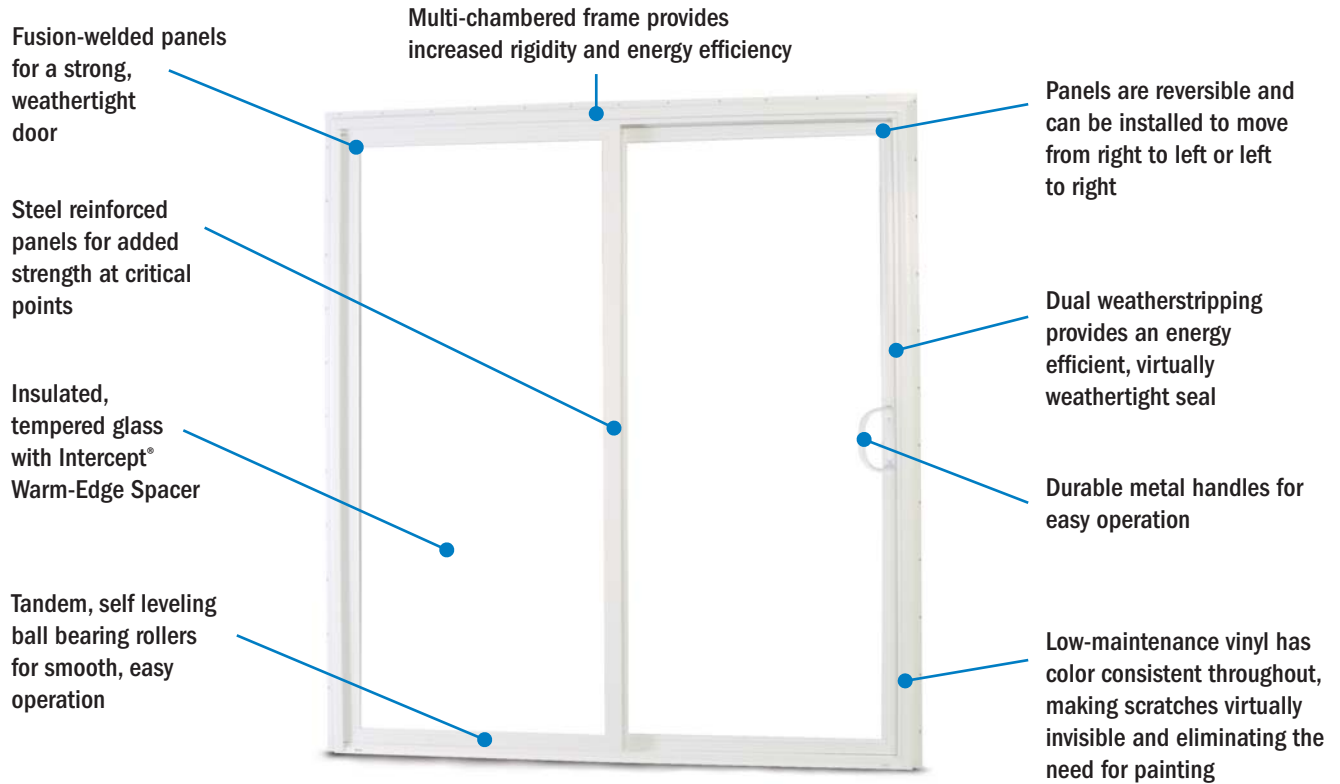 Multi-chambered frame provides
increased rigidity and energy efficiency
Fusion-welded panels
for a strong,
weathertight
door
Steel reinforced
panels for added
strength at critical
points
Insulated,
tempered glass
with Intercept®
Warm-Edge Spacer
Tandem, self leveling
ball bearing rollers
for smooth, easy
operation
Panels are reversible and
can be installed to move
from right to left or left
to right
Dual weatherstripping
provides an energy
efficient, virtually
weathertight seal
Durable metal handles for
easy operation
Low-maintenance vinyl has
color consistent throughout,
making scratches virtually
invisible and eliminating the
need for painting